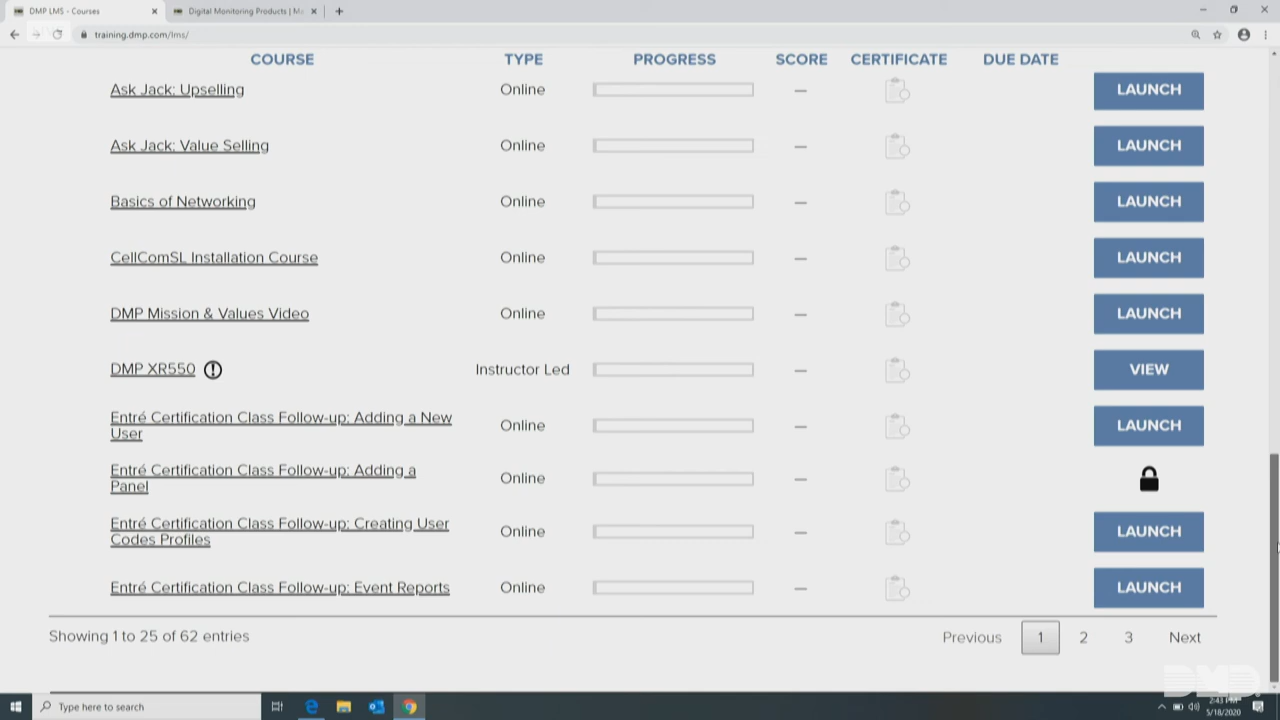 DMP LMS - Courses
Digital Monitoring Products | M
training.dmp.com/lms/
COURSE TYPE PROGRESS SCORE CERTIFICATE DUE DATE
Ask Jack: Upselling Online — LAUNCH
Ask Jack: Value Selling Online — LAUNCH
Basics of Networking Online — LAUNCH
CellComSL Installation Course Online — LAUNCH
DMP Mission & Values Video Online — LAUNCH
DMP XR550 Instructor Led — VIEW
Entré Certification Class Follow-up: Adding a New
User Online — LAUNCH
Entré Certification Class Follow-up: Adding a
Panel Online —
Entré Certification Class Follow-up: Creating User
Codes Profiles Online — LAUNCH
Entré Certification Class Follow-up: Event Reports Online — LAUNCH
Showing 1 to 25 of 62 entries Previous 1 2 3 Next
DMP
Type here to search
2:43 PM
5/18/2020